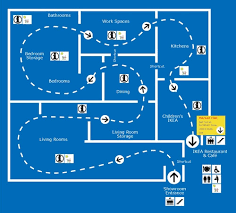 Bathrooms
Work Spaces
Kitchens
Bedroom
Storage
Shortcut
Bedrooms
Dining
Children's
IKEA
Living Rooms
Living Room
Storage
IKEA Restaurant
& Cafe
Shortcut
Showroom
Entrance